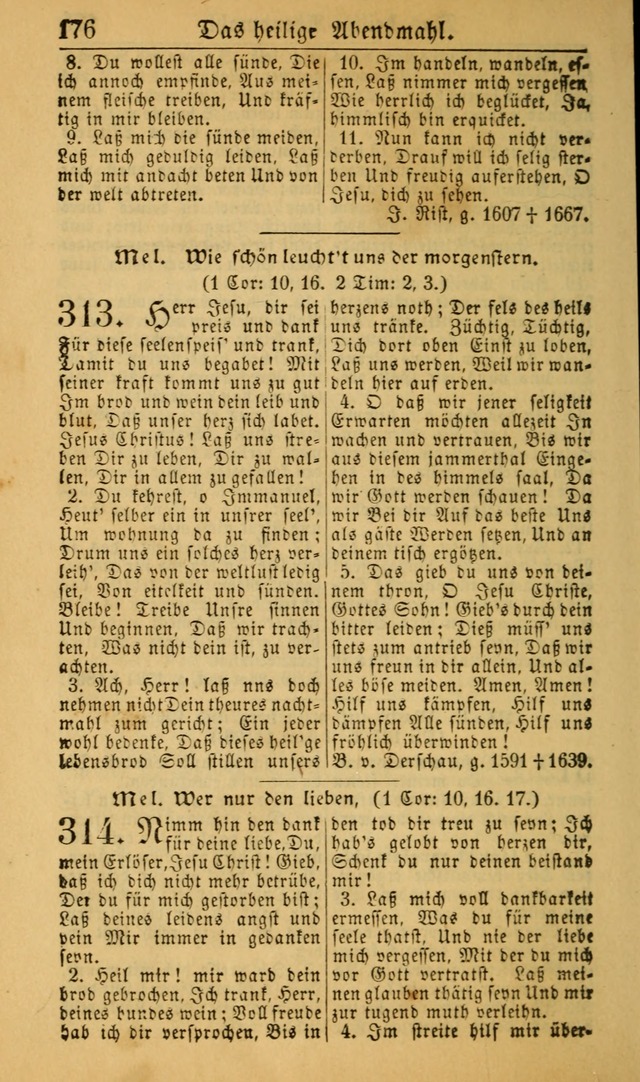 176 Das heilige Abendmahl.
8. Du wollest alle sünde, Die
ich annoch empfinde, Aus mei-
nem fleische treiben, Und kräf-
tig in mir bleiben.
9. Laß mich die sünde meiden,
Laß mich geduldig leiden, Laß
mich mit andacht beten Und von
der welt abtreten.
10. Im handeln, wandeln, es-
sen, Laß nimmer mich vergessen,
Wie herrlich ich beglücket, Ja,
himmlisch bin erquicket.
11. Nun kann ich nicht ver-
derben, Drauf will ich selig ster-
ben Und freudig auferstehen, O
Jesu, dich zu sehen.
J. Rist, g. 1607 † 1667.
Mel. Wie schön leucht't uns der morgenstern.
(1 Cor: 10, 16. 2 Tim: 2, 3.)
313. Herr Jesu, dir sei
preis und dank
Für diese seelenspeis' und trank,
Damit du uns begabet! Mit
seiner kraft kommt uns zu gut
Im brod und wein dein leib und
blut, Daß unser herz sich labet.
Jesus Christus! Laß uns stre-
ben Dir zu leben, Dir zu wal-
len, Dir in allem zu gefallen!
2. Du kehrest, o Immanuel,
Heut' selber ein in unsrer seel',
Um wohnung da zu finden;
Drum uns ein solches herz ver-
leih', Das von der weltlust ledig
sei, Von eitelkeit und sünden.
Bleibe! Treibe Unsre sinnen
Und beginnen, Daß wir trach-
ten, Was nicht dein ist, zu ver-
achten.
3. Ach, Herr! laß nns doch
nehmen nicht Dein theures nacht-
mahl zum gericht; Ein jeder
wohl bedenke, Daß dieses heil'ge
lebensbrod Soll stillen unsers
herzens noth; Der fels des heils
uns tränke. Züchtig, Tüchtig,
Dich dort oben Einst zu loben,
Laß uns werden, Weil wir wan-
deln hier auf erden.
4. O daß wir jener seligkeit
Erwarten möchten allezeit In
wachen und vertrauen, Bis wir
aus diesem jammerthal Einge-
hen in des himmels saal, Da
wir Gott werden schauen! Da
wir Bei dir Auf das beste Uns
als gäste Werden setzen, Und an
deinem tisch ergötzen.
5. Das gieb du uns von dei-
nem thron, O Jesu Christe,
Gottes Sohn! Gieb's durch dein
bitter leiden; Dieß müss' uns
stets zum antrieb seyn, Daß wir
uns freun in dir allein, Und al-
les böse meiden. Amen, Amen!
Hilf uns kämpfen, Hilf uns
dämpfen Alle sünden, Hilf uns
fröhlich überwinden!
B. v. Derschau, g. 1591 † 1639.
Mel. Wer nur den lieben, (1 Cor: 10, 16. 17.)
314. Nimm hin den dank
für deine liebe, Du,
mein Erlöser, Jesu Christ! Gieb,
daß ich dich nicht mehr betrübe,
Der du für mich gestorben bist;
Laß deines leidens angst und
pein Mir immer in gedanken
seyn.
2. Heil mir! mir ward dein
brod gebrochen, Ich trank, Herr,
deines bundes wein; Voll freude
hab ich dir versprochen, Bis in
den tod dir treu zu seyn; Ich
hab's gelobt von herzen dir,
Schenk du nur deinen beistand
mir!
3. Laß mich voll dankbarkeit
ermessen, Was du für meine
seele thatst, Und nie der liebe
mich vergessen, Mit der du mich
vor Gott vertratst. Laß mei-
nen glauben thätig seyn Und mir
zur tugend muth verleihn.
4. Im streite hilf mir über-